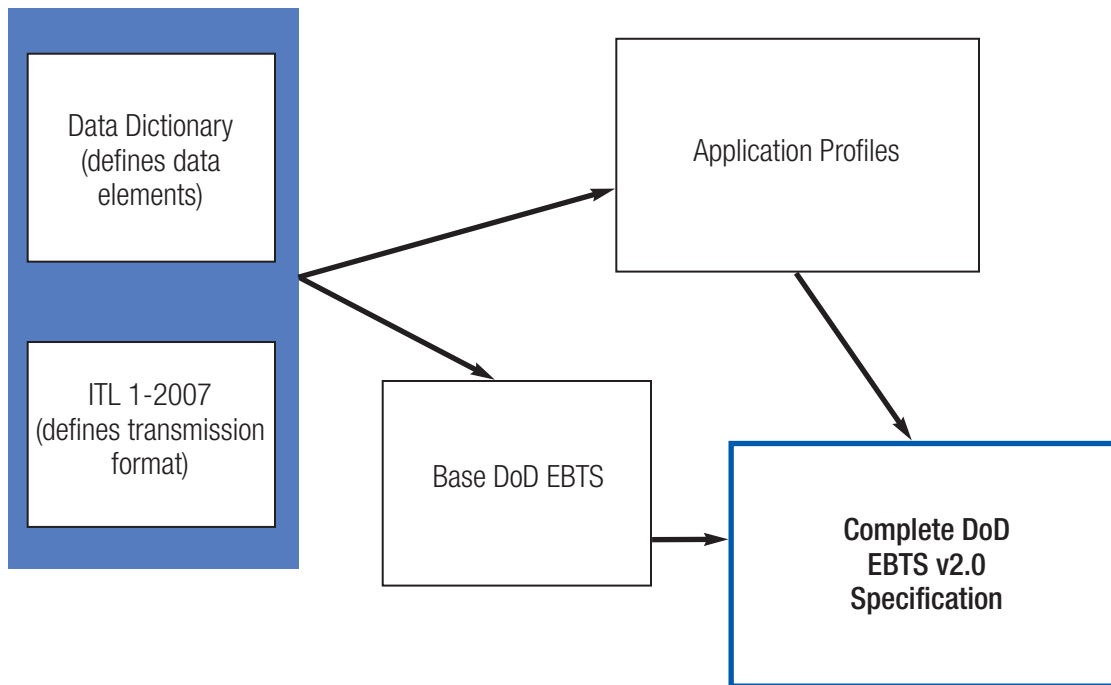 Data Dictionary
(defines data
elements)
Application Profiles
ITL 1-2007
(defines transmission
format)
Base DoD EBTS
Complete DoD
EBTS v2.0
Specification